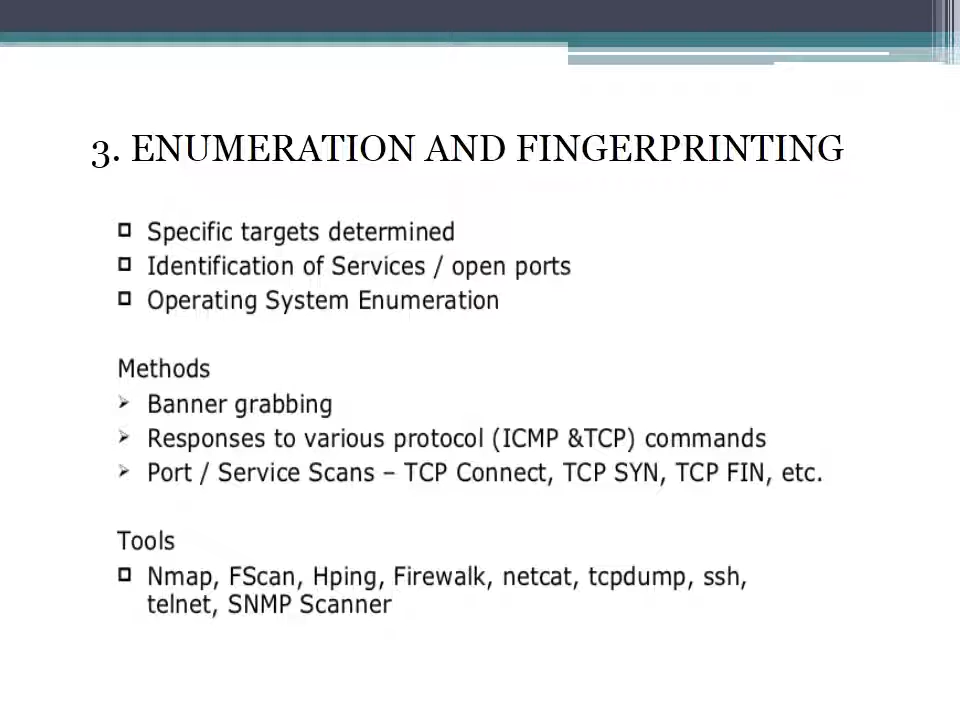 3. ENUMERATION AND FINGERPRINTING
Specific targets determined
Identification of Services / open ports
Operating System Enumeration
Methods
Banner grabbing
Responses to various protocol (ICMP &TCP) commands
Port / Service Scans – TCP Connect, TCP SYN, TCP FIN, etc.
Tools
Nmap, FScan, Hping, Firewalk, netcat, tcpdump, ssh,
telnet, SNMP Scanner